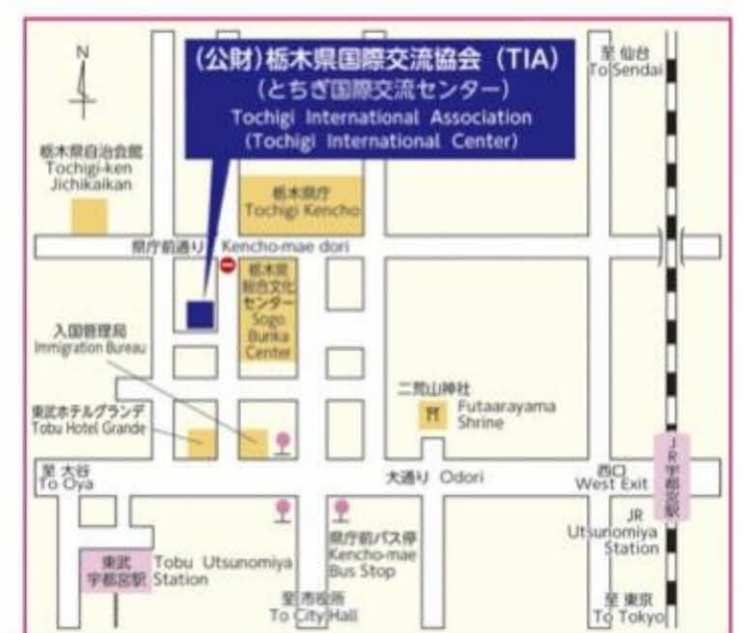 N
(公財)栃木県国際交流協会 (TIA)
(とちぎ国際交流センター)
Tochigi International Association
(Tochigi International Center)
至 仙台
To Sendai
栃木県自治会館
Tochigi-ken
Jichikaikan
栃木県庁
Tochigi Kencho
県庁前通り Kencho-mae dori
栃木県
総合文化
センター
Sogo
Bunka
Center
入国管理局
Immigration Bureau
東武ホテルグランデ
Tobu Hotel Grande
二荒山神社
Futaarayama
Shrine
至 大谷
To Oya
大通り Odori
西口
West Exit
JR宇都宮駅
JR
Utsunomiya
Station
県庁前バス停
Kencho-mae
Bus Stop
東武
宇都宮駅
Tobu Utsunomiya
Station
至 市役所
To City Hall
至 東京
To Tokyo